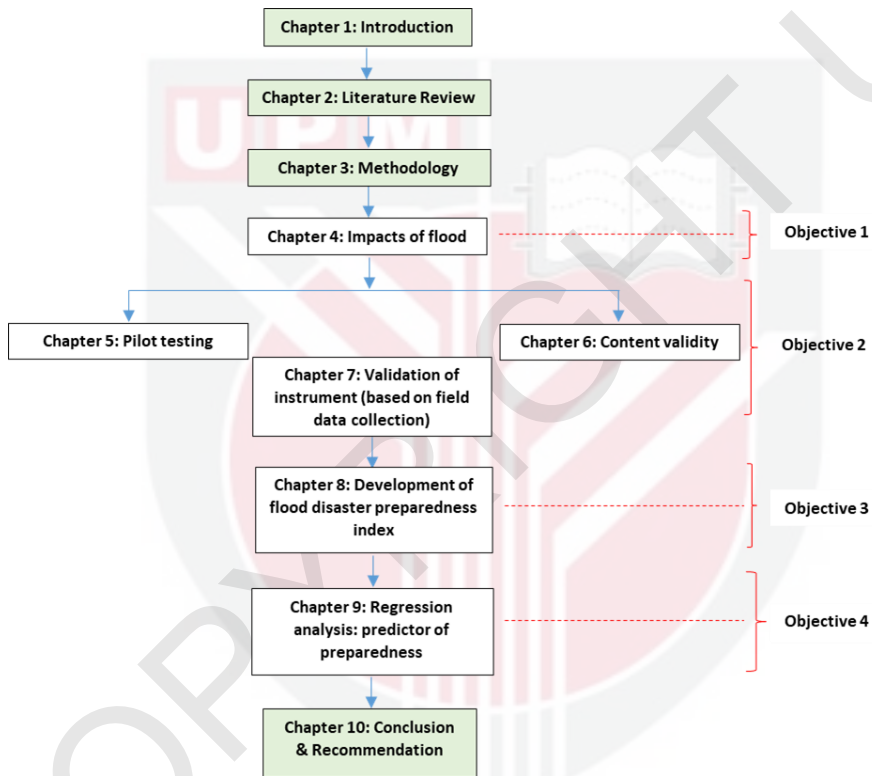 Chapter 1: Introduction
Chapter 2: Literature Review
UPM
Chapter 3: Methodology
Chapter 4: Impacts of flood
Objective 1
Chapter 5: Pilot testing
Chapter 6: Content validity
Objective 2
Chapter 7: Validation of
instrument (based on field
data collection)
Chapter 8: Development of
flood disaster preparedness
index
Objective 3
Chapter 9: Regression
analysis: predictor of
preparedness
Objective 4
Chapter 10: Conclusion
& Recommendation
OPYRIGHT U